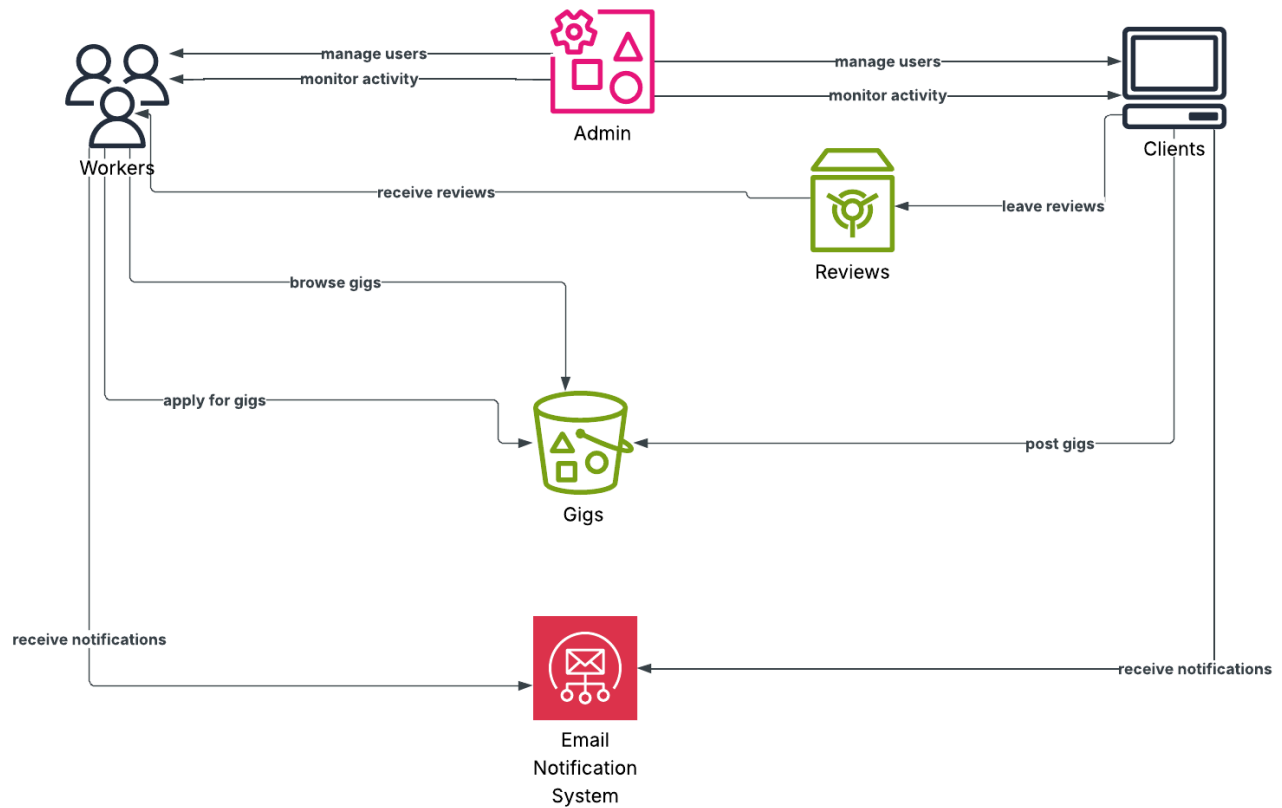 manage users
monitor activity
manage users
monitor activity
Admin
Clients
Workers
receive reviews
leave reviews
Reviews
browse gigs
apply for gigs
post gigs
Gigs
receive notifications
receive notifications
Email
Notification
System